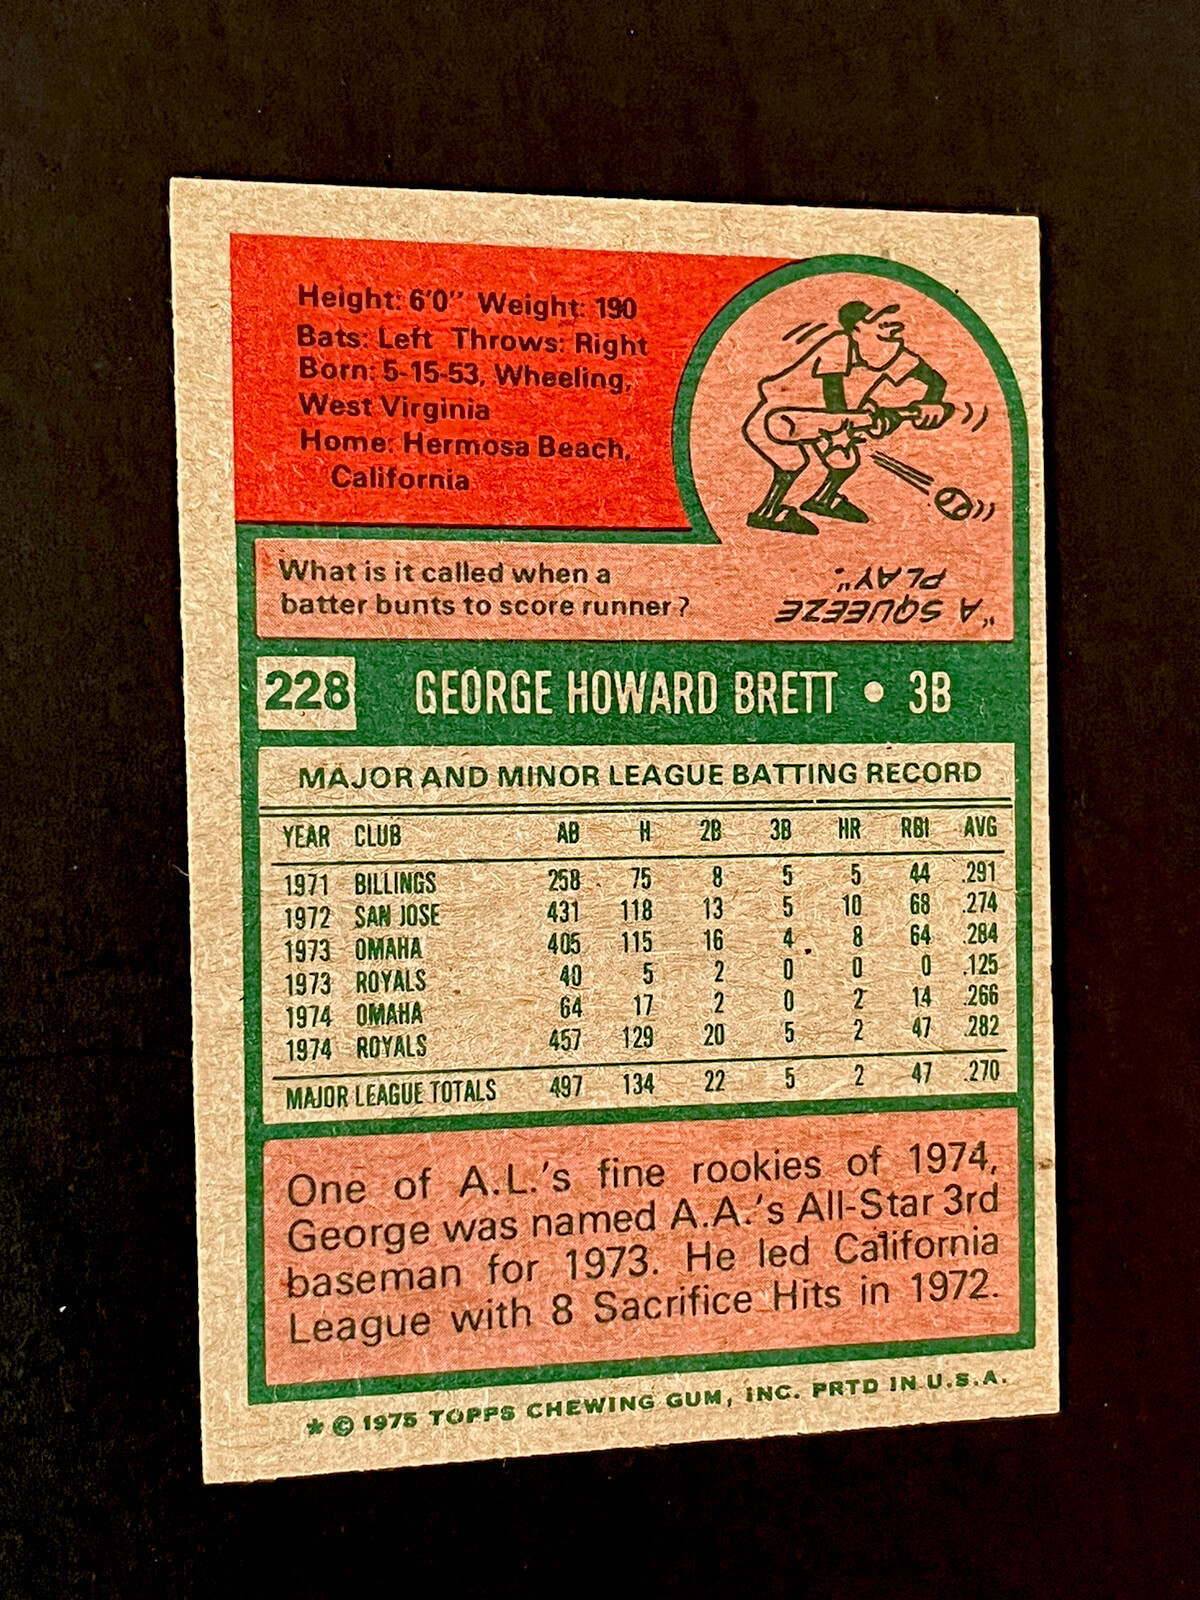 Height: 6'0" Weight: 190
Bats: Left Throws: Right
Born: 5-15-53, Wheeling,
West Virginia
Home: Hermosa Beach,
California
What is it called when a
batter bunts to score runner?
"A SQUEEZE
PLAY".
228 GEORGE HOWARD BRETT • 3B
MAJOR AND MINOR LEAGUE BATTING RECORD
YEAR CLUB AB H 2B 3B HR RBI AVG
1971 BILLINGS 258 75 8 5 5 44 .291
1972 SAN JOSE 431 118 13 5 10 68 .274
1973 OMAHA 405 115 16 4 8 64 .284
1973 ROYALS 40 5 2 0 0 0 .125
1974 OMAHA 64 17 2 0 2 14 .266
1974 ROYALS 457 129 20 5 2 47 .282
MAJOR LEAGUE TOTALS 497 134 22 5 2 47 .270
One of A.L.'s fine rookies of 1974,
George was named A.A.'s All-Star 3rd
baseman for 1973. He led California
League with 8 Sacrifice Hits in 1972.
* © 1975 TOPPS CHEWING GUM, INC. PRTD IN U.S.A.